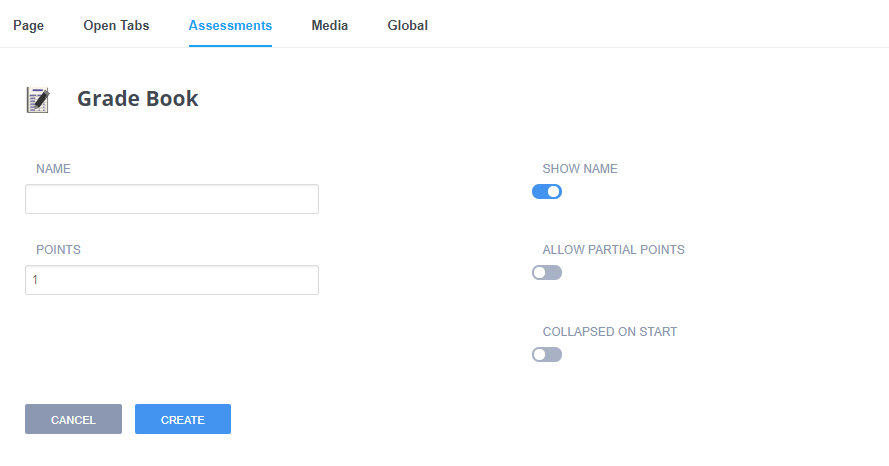 Page Open Tabs Assessments Media Global
Grade Book
NAME
SHOW NAME
POINTS
ALLOW PARTIAL POINTS
1
COLLAPSED ON START
CANCEL CREATE